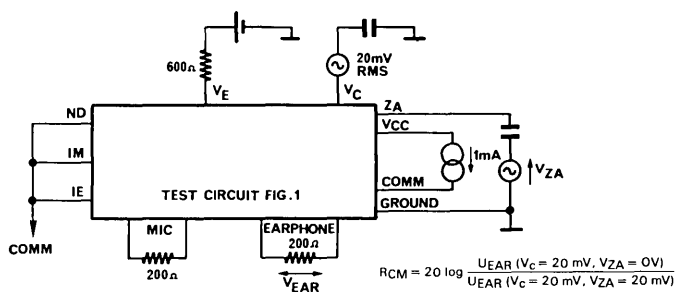 600Ω
20mV
RMS
VE
VC
ND
IM
IE
COMM
ZA
VCC
1mA
VZA
COMM
GROUND
TEST CIRCUIT FIG.1
MIC
200Ω
EARPHONE
200Ω
VEAR
RCM = 20 log UEAR (Vc = 20 mV, VZA = 0V)
UEAR (Vc = 20 mV, VZA = 20 mV)